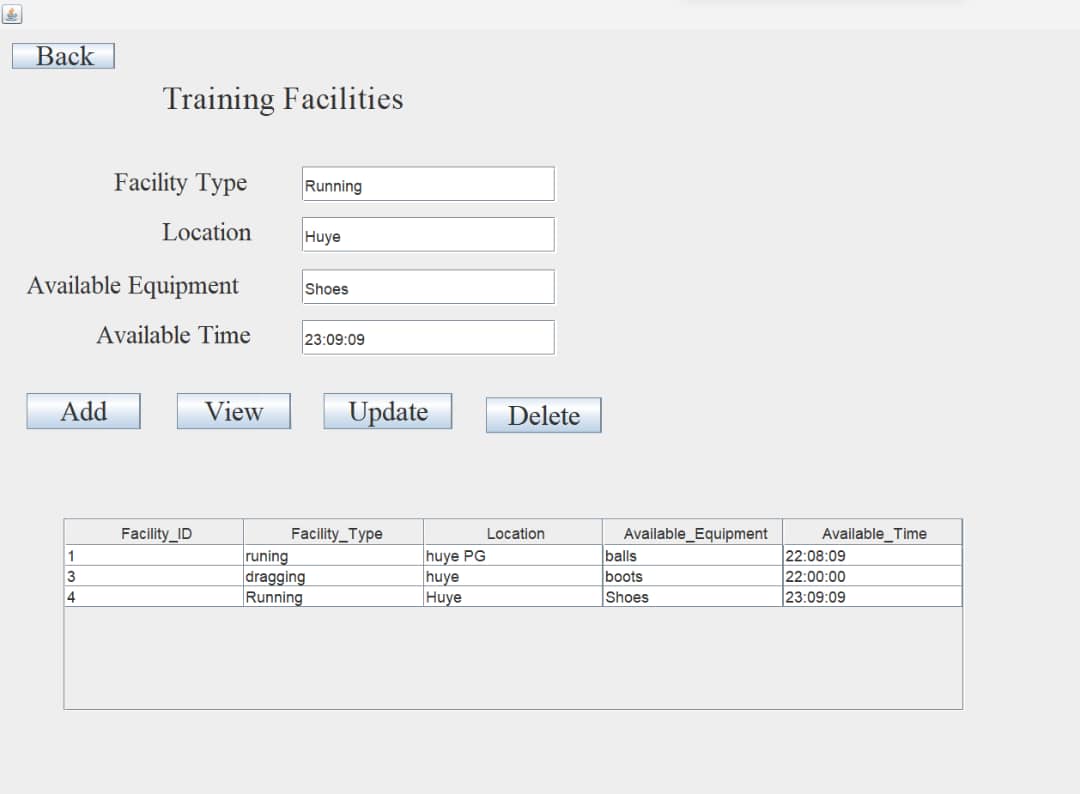 Back
Training Facilities
Facility Type Running
Location Huye
Available Equipment Shoes
Available Time 23:09:09
Add View Update Delete
Facility_ID Facility_Type Location Available_Equipment Available_Time
1 runing huye PG balls 22:08:09
3 dragging huye boots 22:00:00
4 Running Huye Shoes 23:09:09